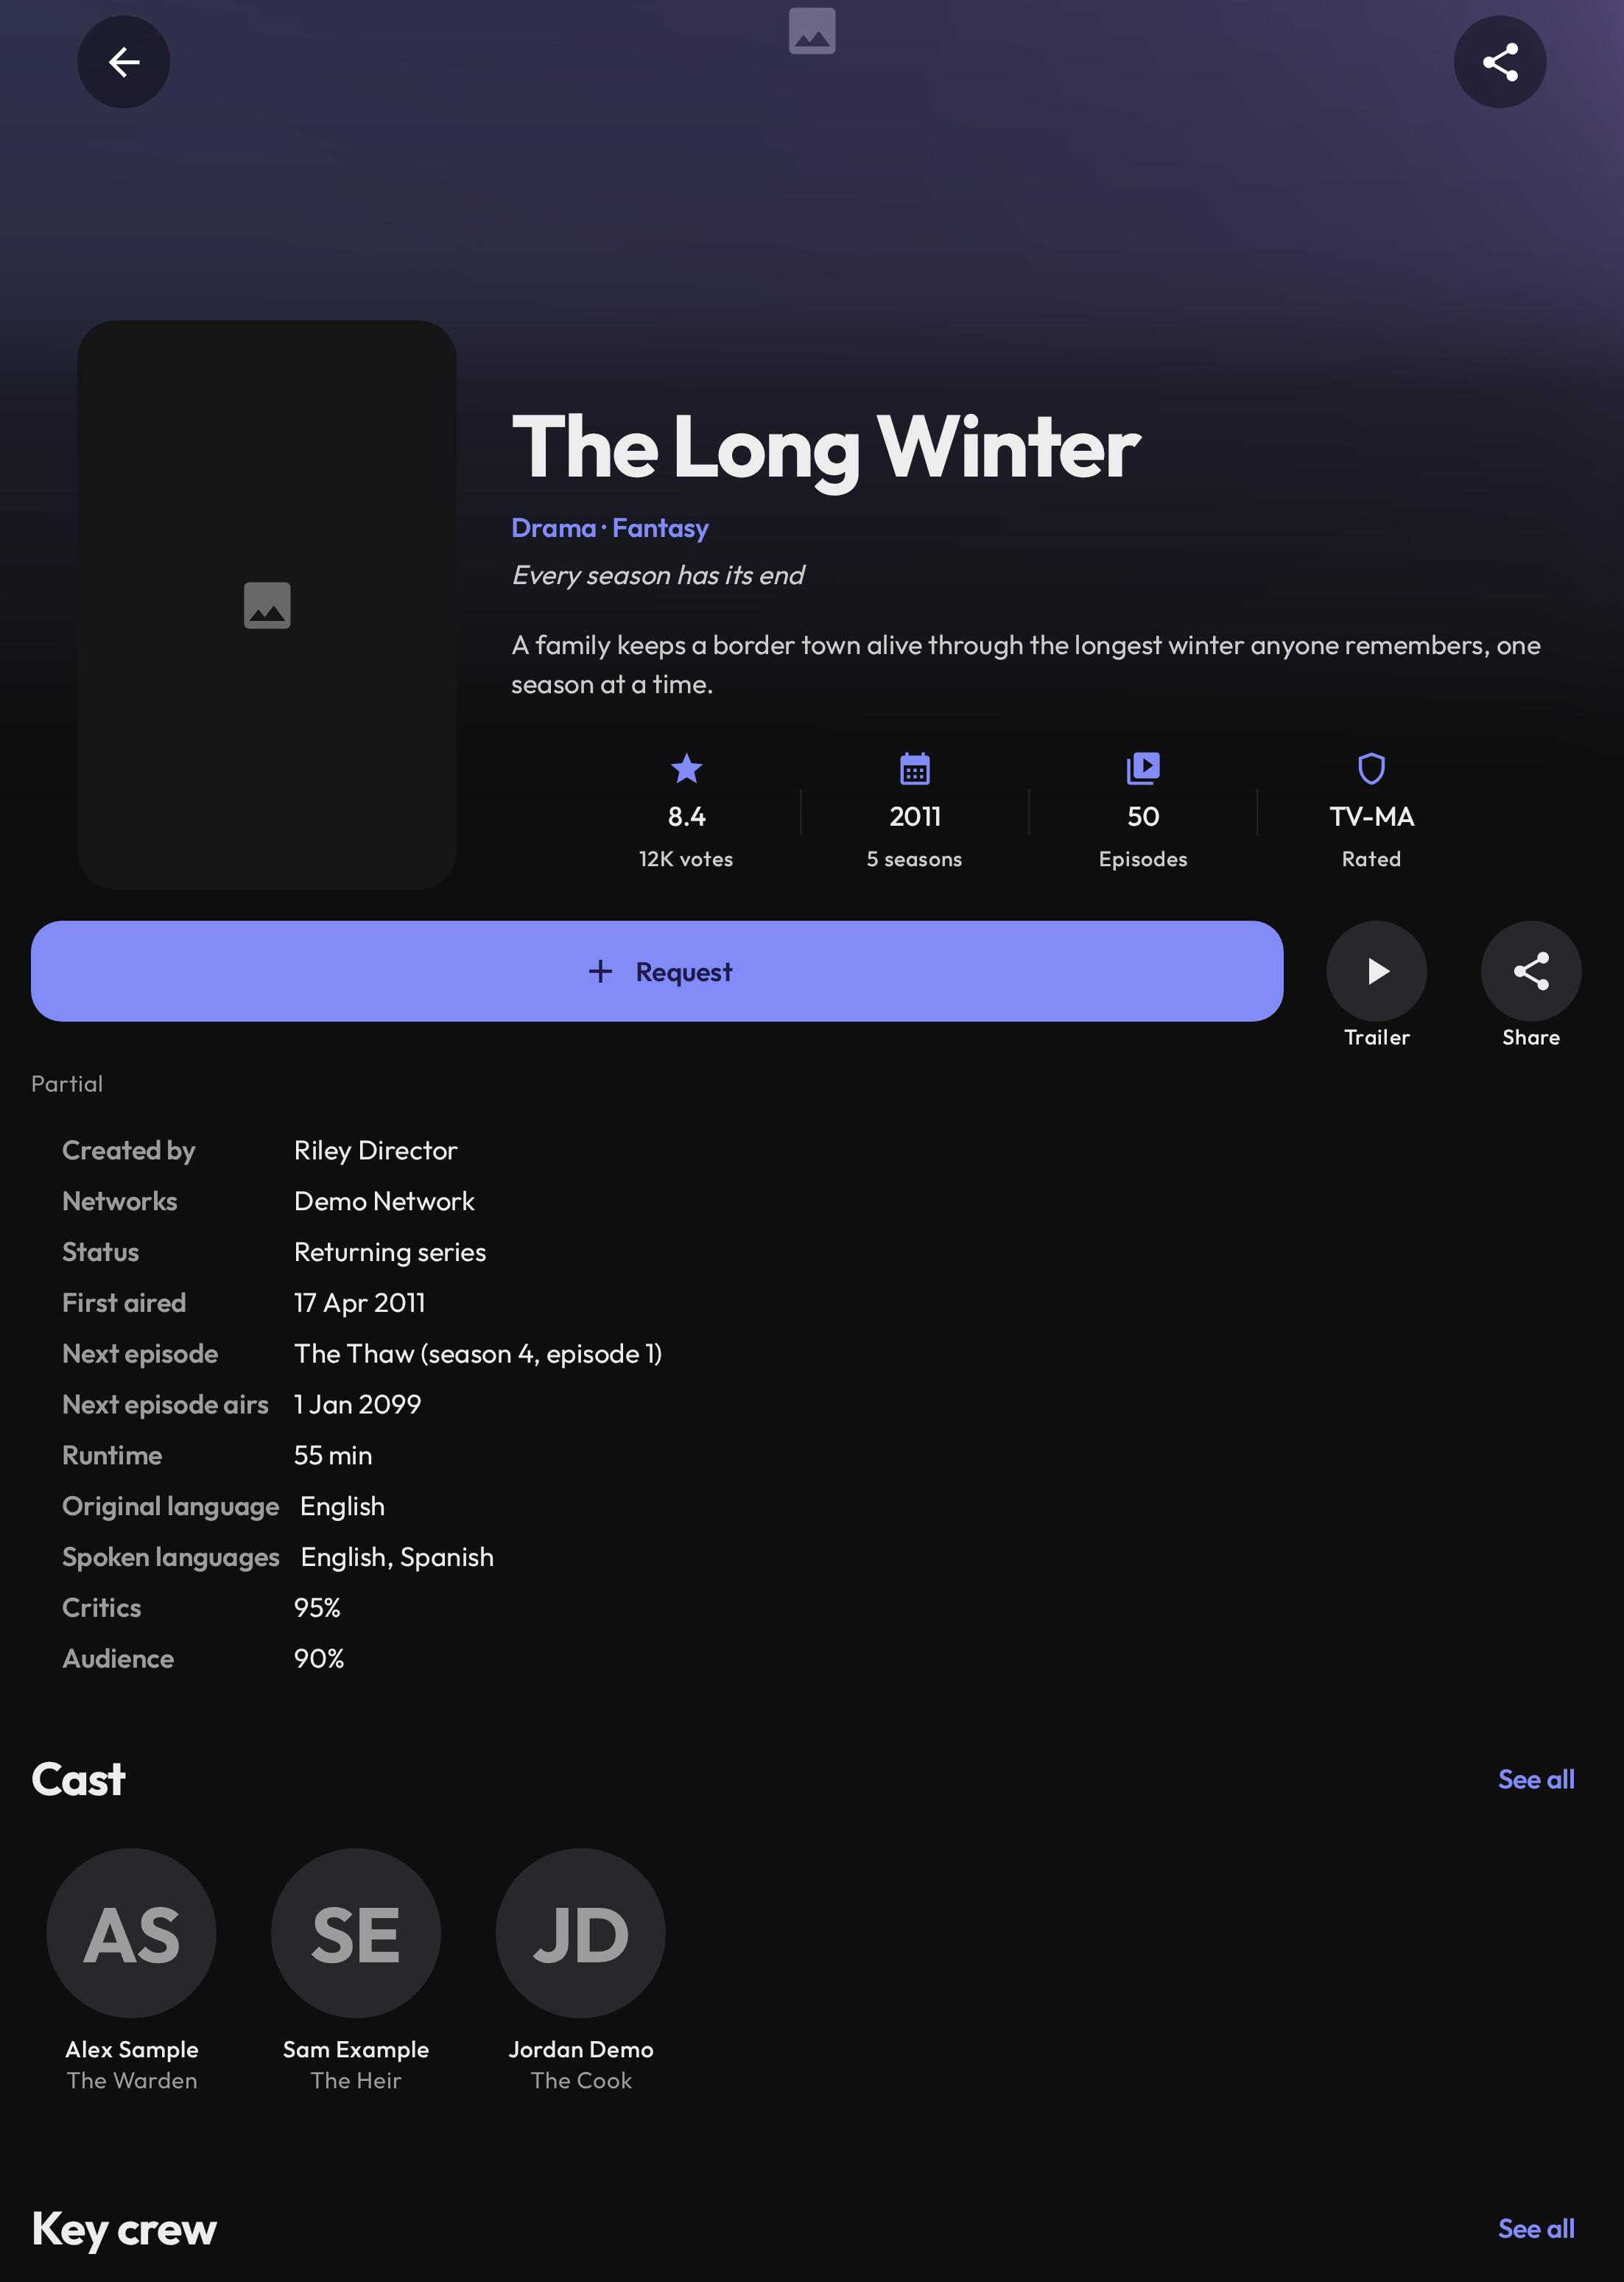 The Long Winter
Drama · Fantasy
Every season has its end
A family keeps a border town alive through the longest winter anyone remembers, one
season at a time.
8.4
12K votes
2011
5 seasons
50
Episodes
TV-MA
Rated
Request
Trailer
Share
Partial
Created by Riley Director
Networks Demo Network
Status Returning series
First aired 17 Apr 2011
Next episode The Thaw (season 4, episode 1)
Next episode airs 1 Jan 2099
Runtime 55 min
Original language English
Spoken languages English, Spanish
Critics 95%
Audience 90%
Cast See all
AS
Alex Sample
The Warden
SE
Sam Example
The Heir
JD
Jordan Demo
The Cook
Key crew See all